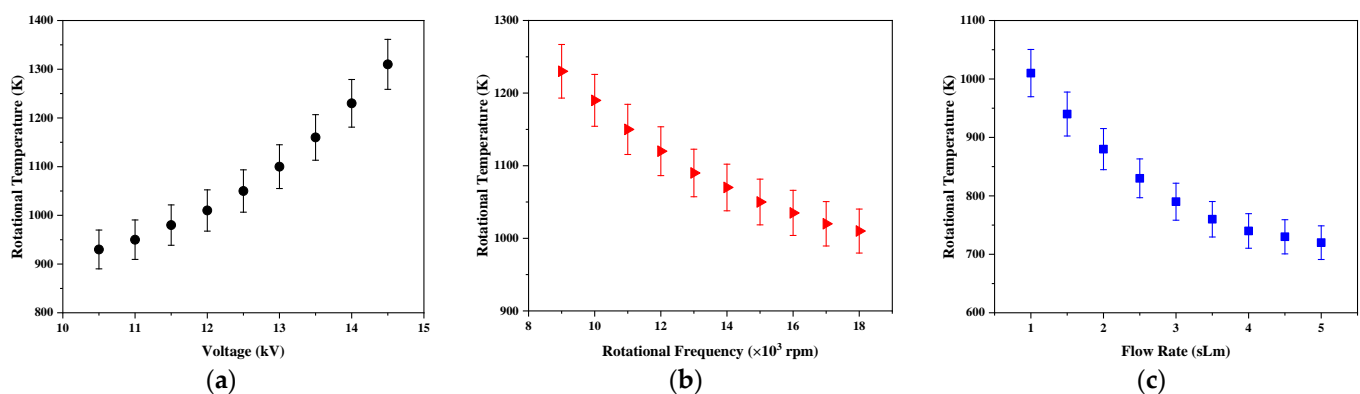 Rotational Temperature (K)
1400
1300
1200
1100
1000
900
800
10 11 12 13 14 15
Voltage (kV)
(a)
Rotational Temperature (K)
1300
1200
1100
1000
900
8 10 12 14 16 18
Rotational Frequency (×10³ rpm)
(b)
Rotational Temperature (K)
1100
1000
900
800
700
600
1 2 3 4 5
Flow Rate (sLm)
(c)